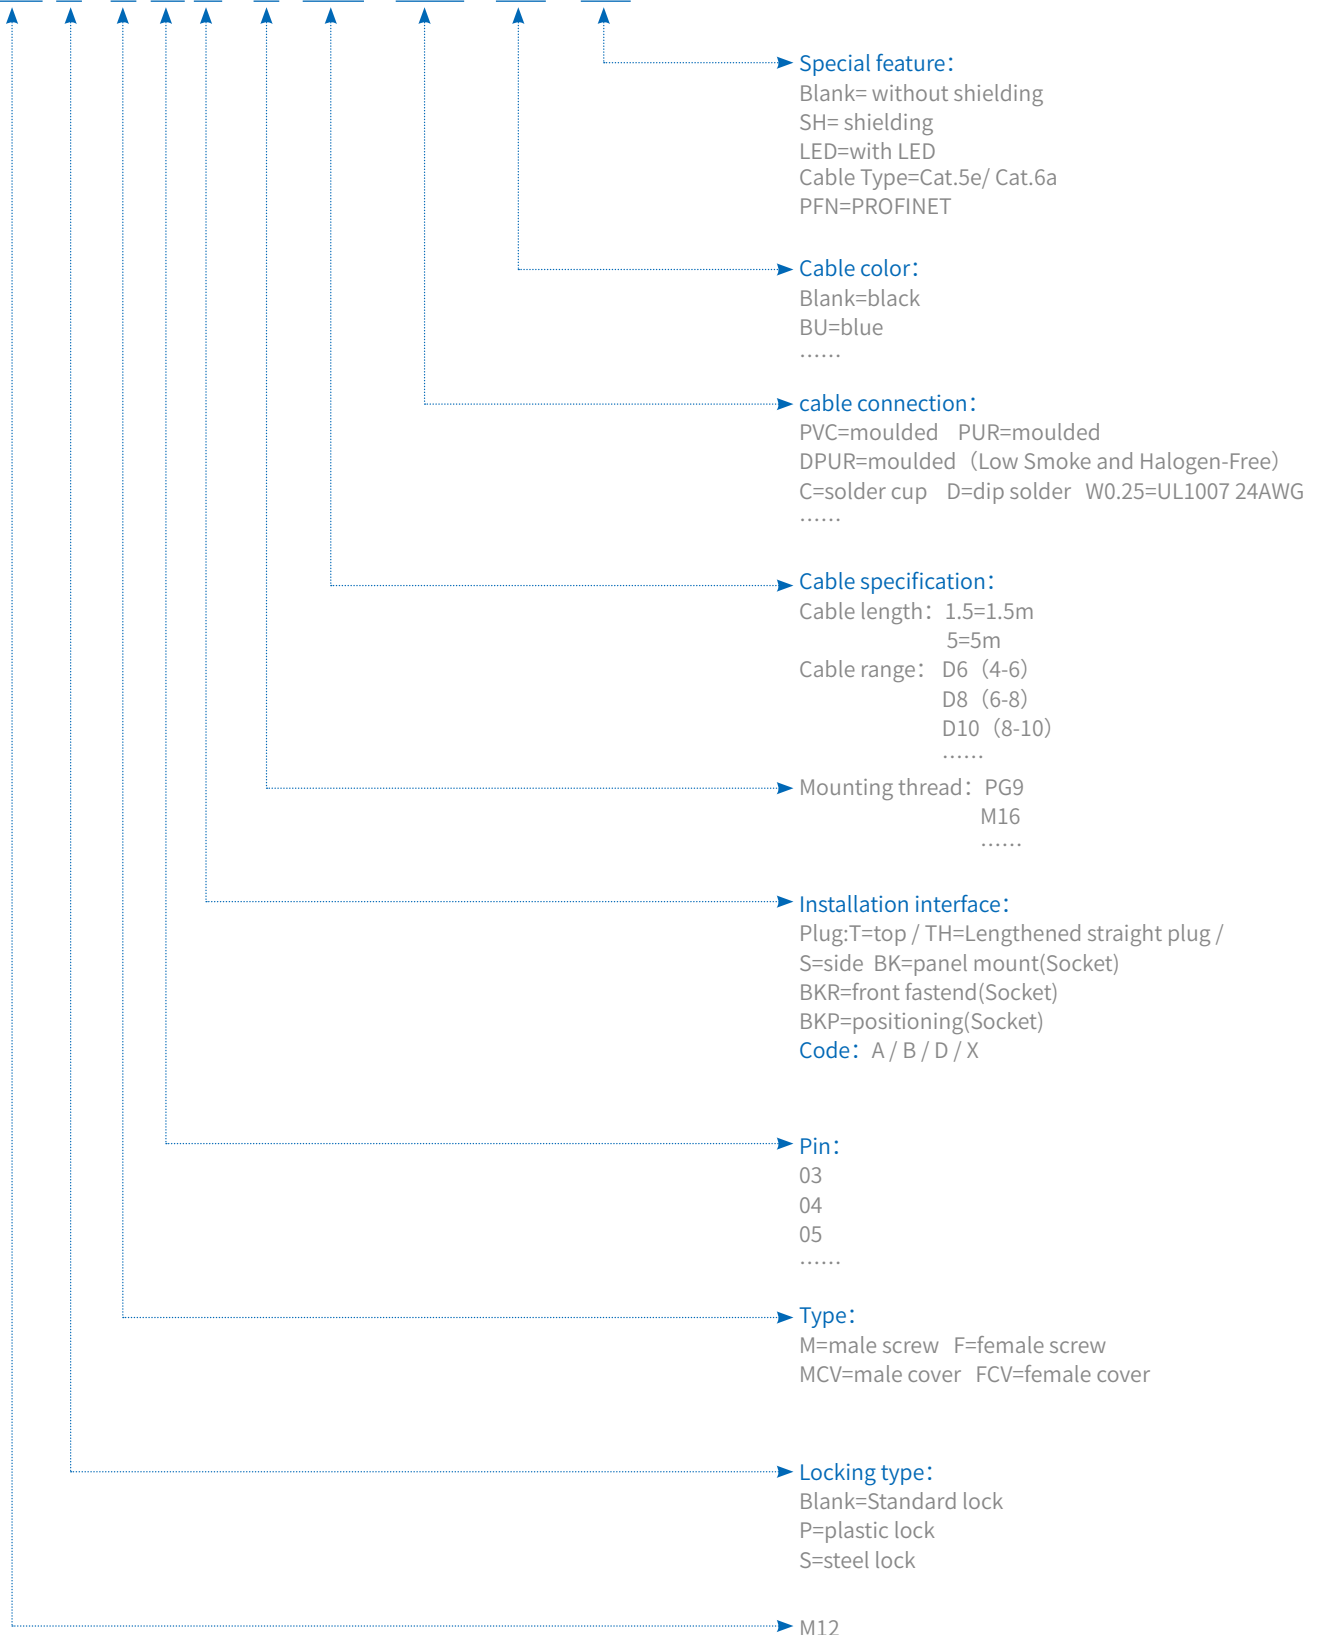 Special feature：
Blank= without shielding
SH= shielding
LED=with LED
Cable Type=Cat.5e/ Cat.6a
PFN=PROFINET
Cable color：
Blank=black
BU=blue
……
cable connection：
PVC=moulded PUR=moulded
DPUR=moulded（Low Smoke and Halogen-Free）
C=solder cup D=dip solder W0.25=UL1007 24AWG
……
Cable specification：
Cable length：1.5=1.5m
5=5m
Cable range： D6（4-6）
D8（6-8）
D10（8-10）
……
Mounting thread：PG9
M16
……
Installation interface：
Plug:T=top / TH=Lengthened straight plug /
S=side BK=panel mount(Socket)
BKR=front fastend(Socket)
BKP=positioning(Socket)
Code：A / B / D / X
Pin：
03
04
05
……
Type：
M=male screw F=female screw
MCV=male cover FCV=female cover
Locking type：
Blank=Standard lock
P=plastic lock
S=steel lock
M12